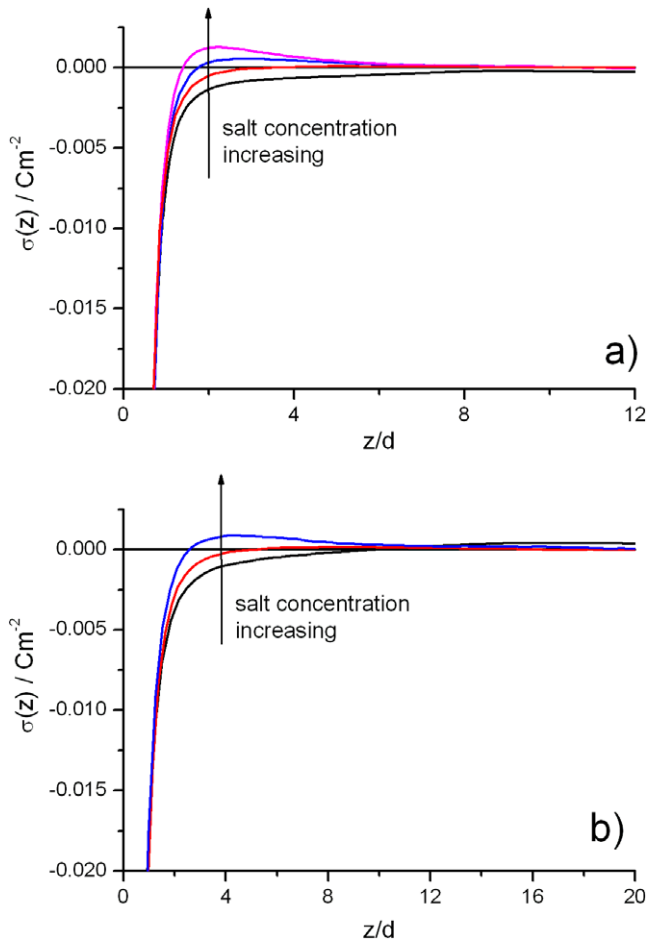 0.000
-0.005
-0.010
-0.015
-0.020
σ(z) / Cm⁻²
salt concentration
increasing
a)
0 4 8 12
z/d
0.000
-0.005
-0.010
-0.015
-0.020
σ(z) / Cm⁻²
salt concentration
increasing
b)
0 4 8 12 16 20
z/d